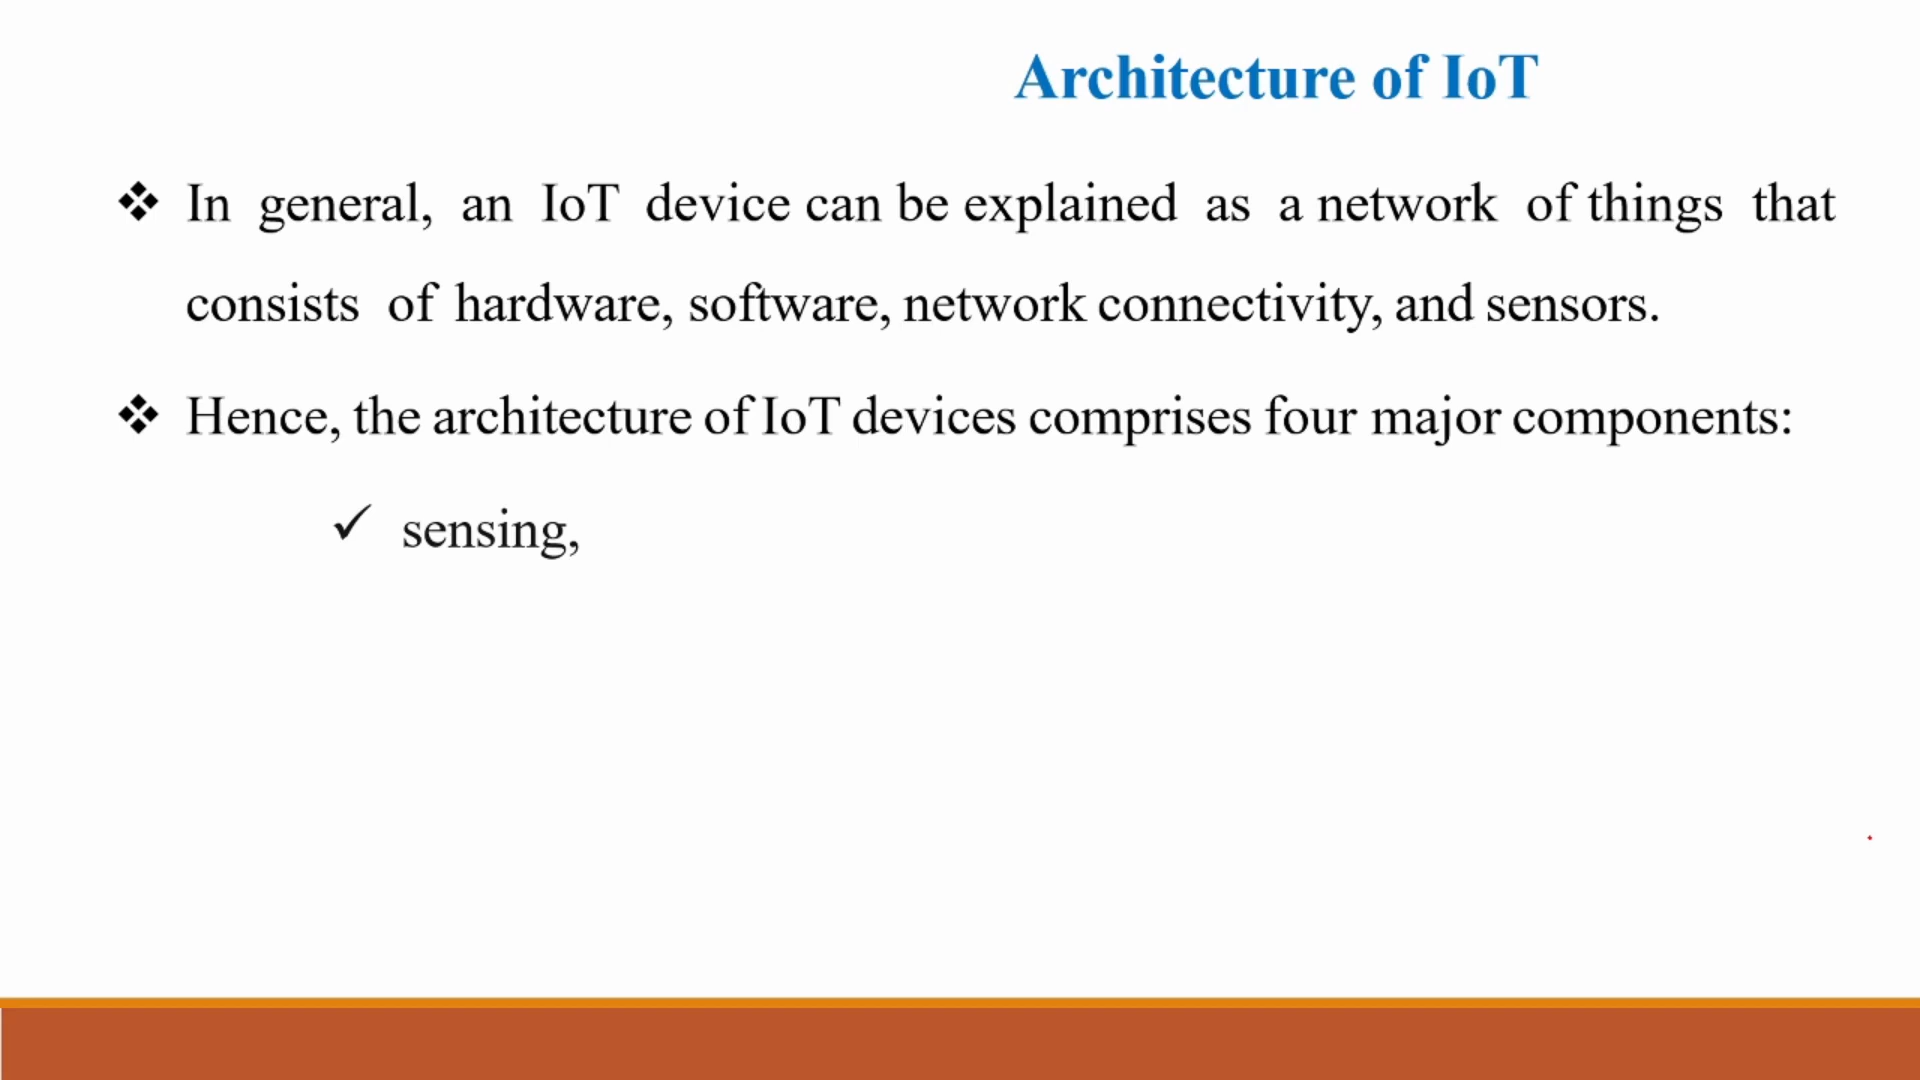 Architecture of IoT
❖ In general, an IoT device can be explained as a network of things that
consists of hardware, software, network connectivity, and sensors.
❖ Hence, the architecture of IoT devices comprises four major components:
✓ sensing,